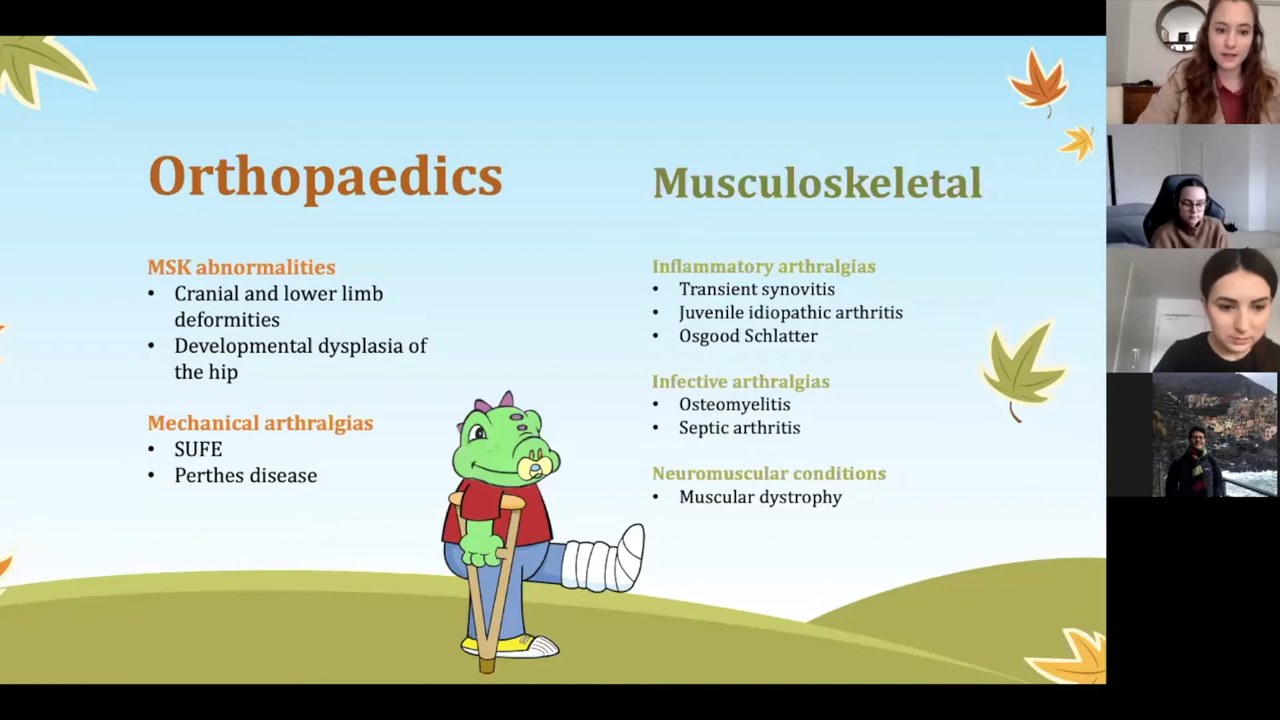 Orthopaedics
MSK abnormalities
• Cranial and lower limb
deformities
• Developmental dysplasia of
the hip
Mechanical arthralgias
• SUFE
• Perthes disease
Musculoskeletal
Inflammatory arthralgias
• Transient synovitis
• Juvenile idiopathic arthritis
• Osgood Schlatter
Infective arthralgias
• Osteomyelitis
• Septic arthritis
Neuromuscular conditions
• Muscular dystrophy